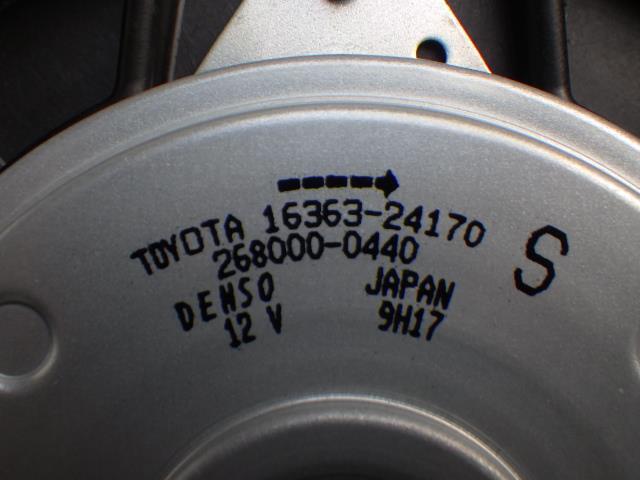 TOYOTA 16363-24170
268000-0440
S
DENSO JAPAN
12 V 9H17